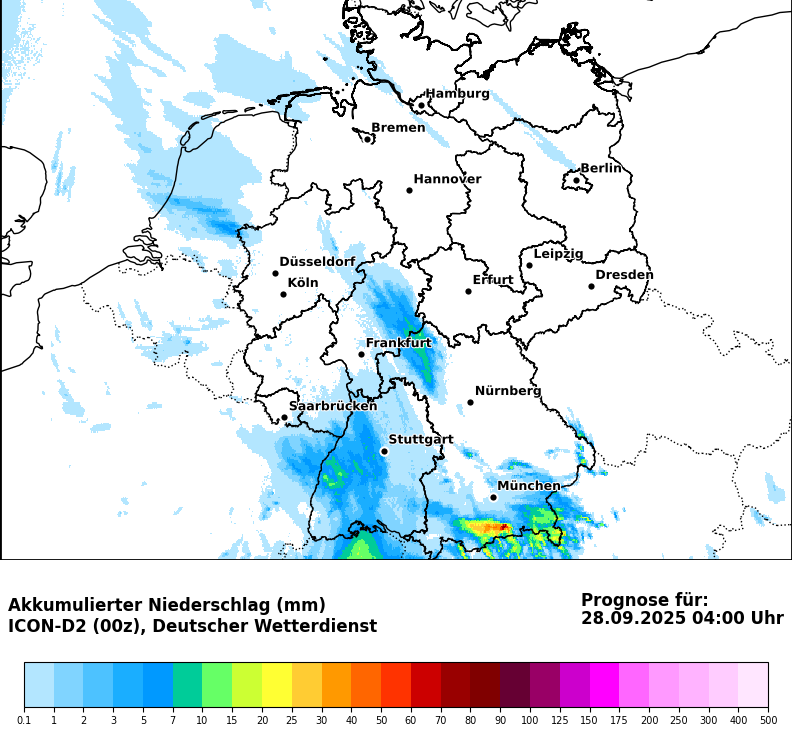 Hamburg
Bremen
Berlin
Hannover
Leipzig
Düsseldorf
Dresden
Köln
Erfurt
Frankfurt
Nürnberg
Saarbrücken
Stuttgart
München
Akkumulierter Niederschlag (mm)
ICON-D2 (00z), Deutscher Wetterdienst
Prognose für:
28.09.2025 04:00 Uhr
0.1 1 2 3 5 7 10 15 20 25 30 40 50 60 70 80 90 100 125 150 175 200 250 300 400 500